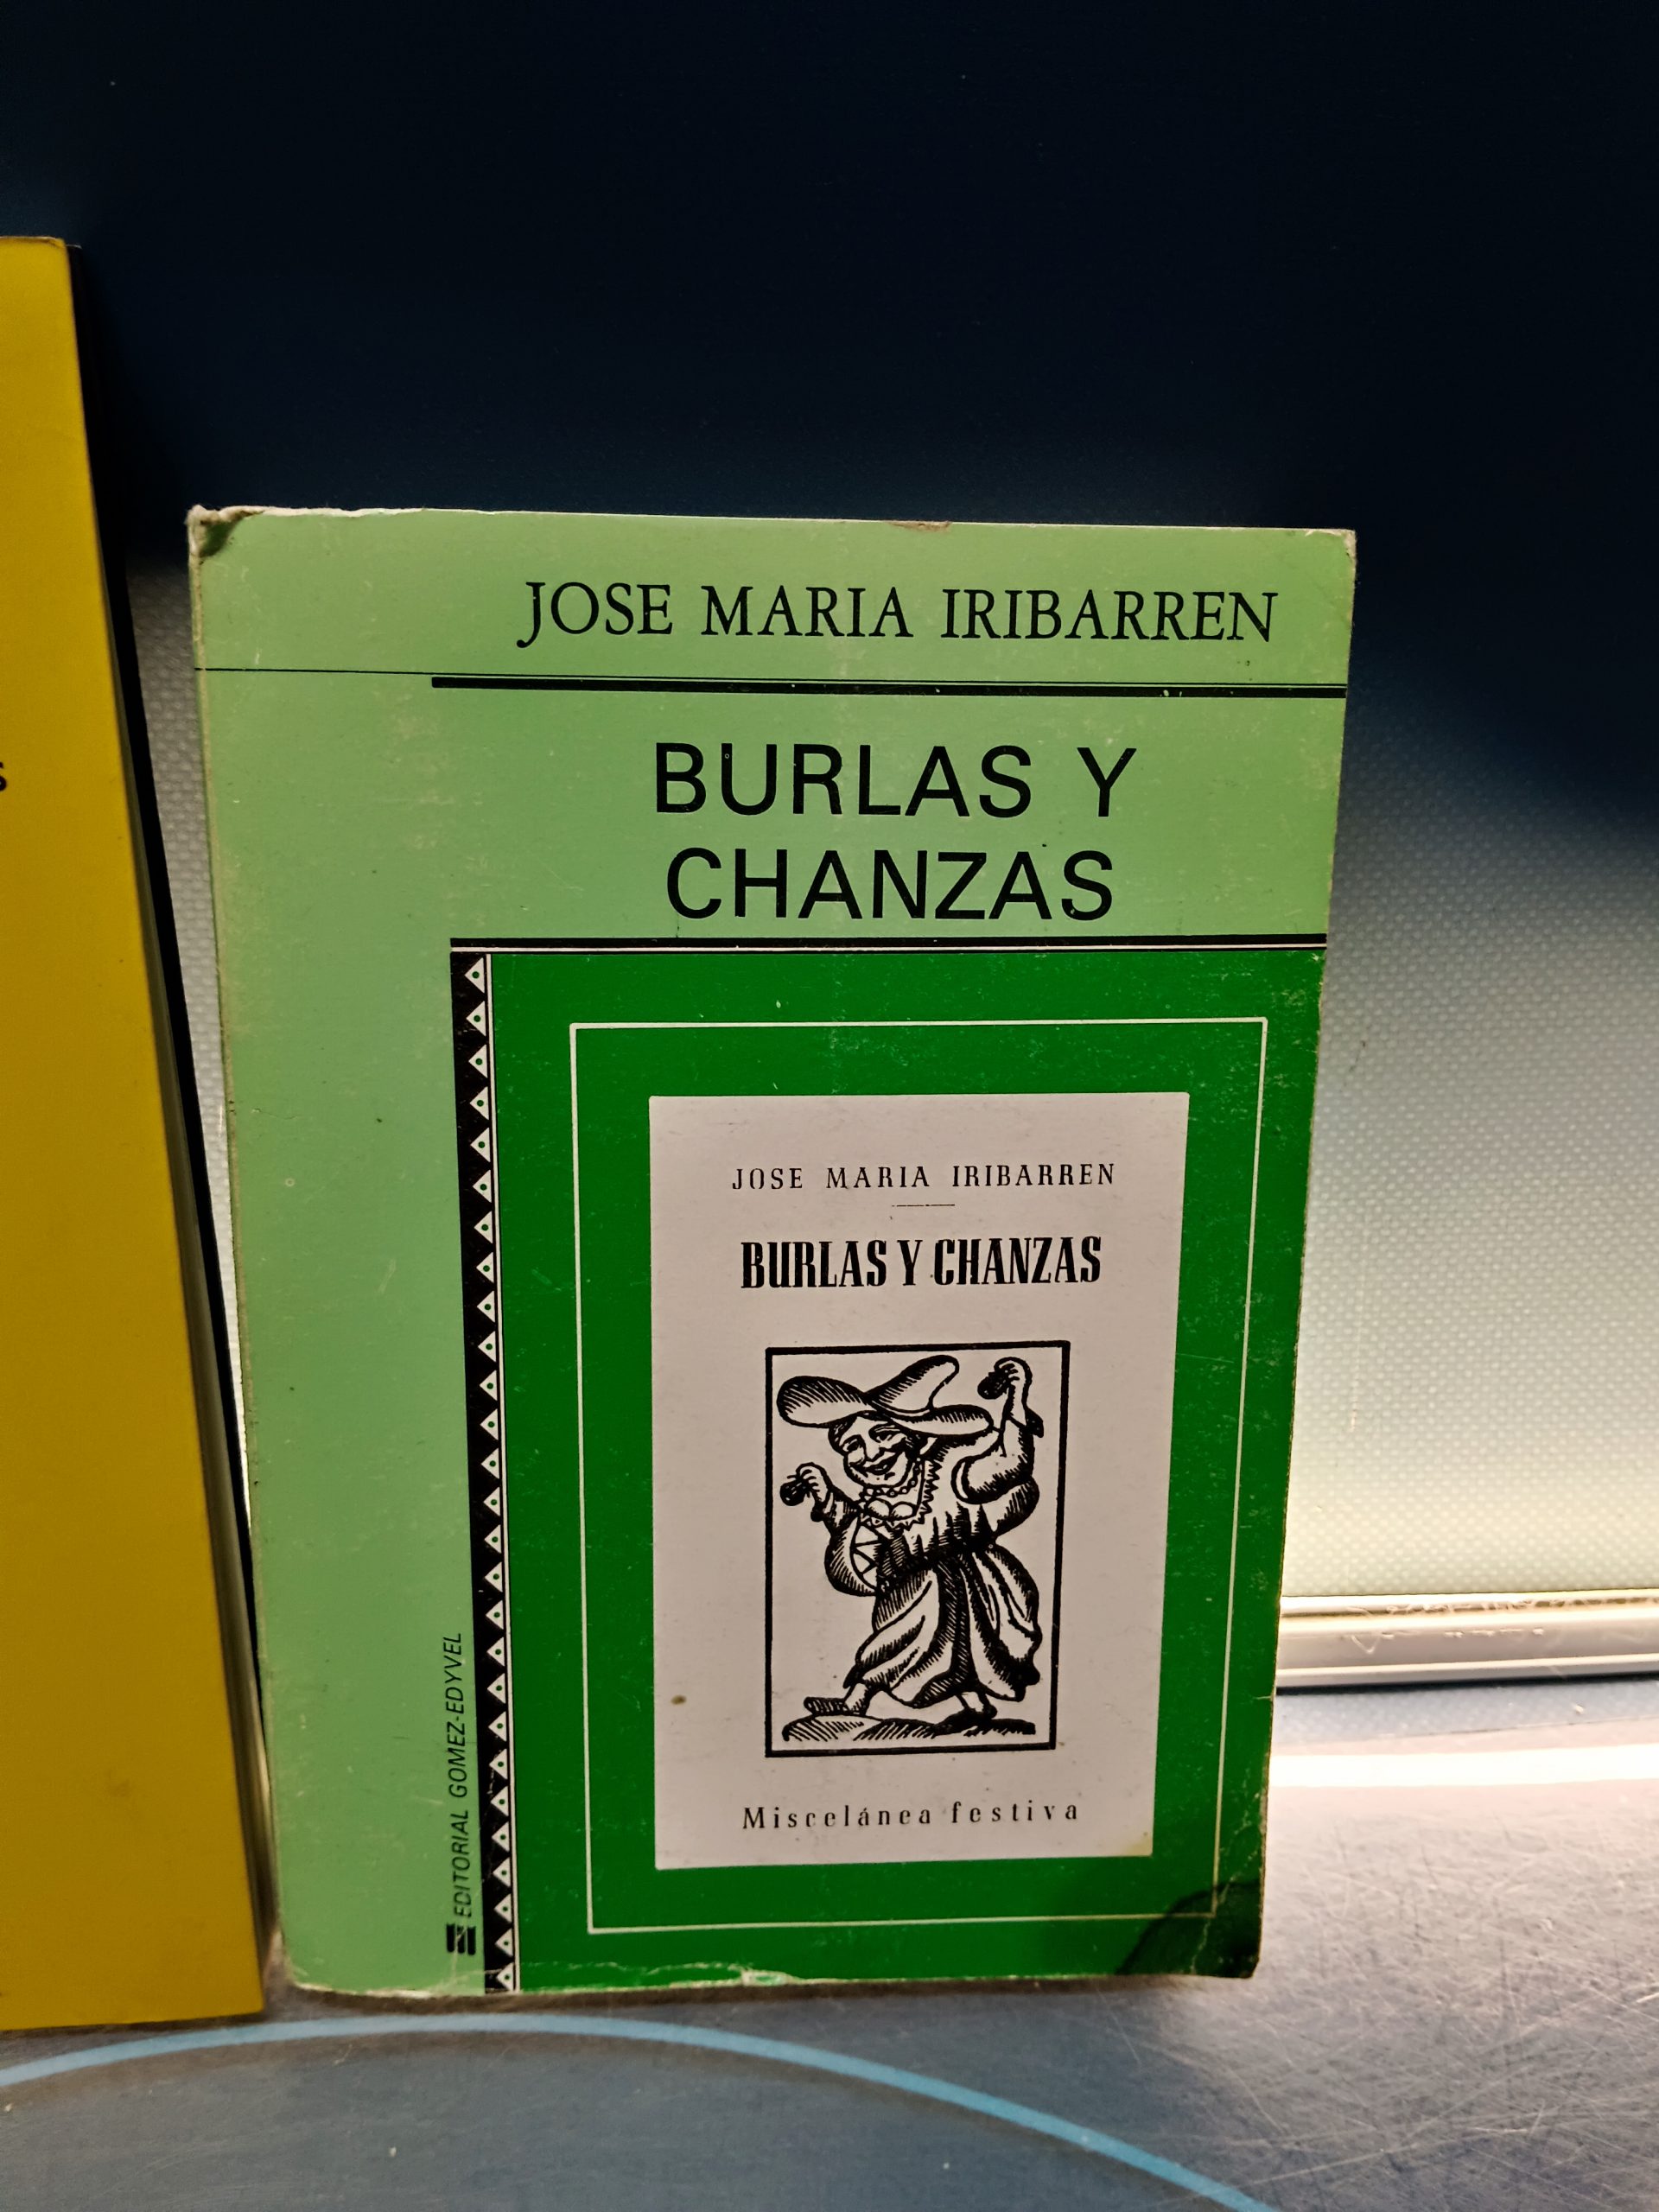 S
JOSE MARIA IRIBARREN
BURLAS Y
CHANZAS
JOSE MARIA IRIBARREN
BURLAS Y CHANZAS
Miscelánea festiva
EDITORIAL GOMEZ-EDYVEL